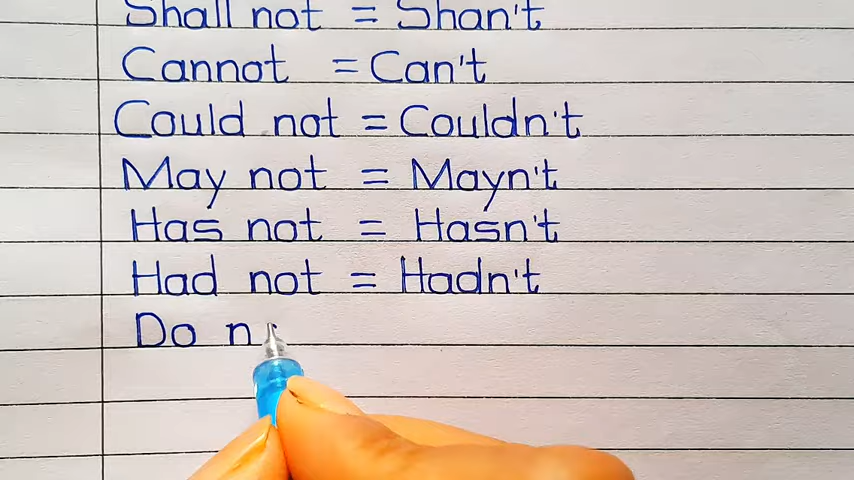 Shall not = Shan't
Cannot = Can't
Could not = Couldn't
May not = Mayn't
Has not = Hasn't
Had not = Hadn't
Do n